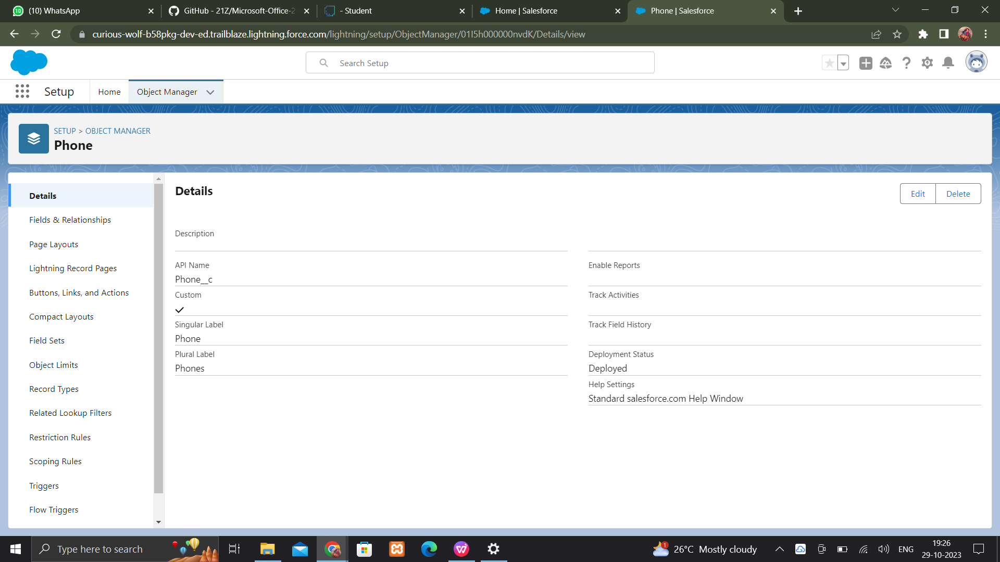 (10) WhatsApp
GitHub - 21Z/Microsoft-Office-2
- Student
Home | Salesforce
Phone | Salesforce
curious-wolf-b58pkg-dev-ed.trailblaze.lightning.force.com/lightning/setup/ObjectManager/01I5h000000nvdK/Details/view
Search Setup
Setup
Home
Object Manager
SETUP > OBJECT MANAGER
Phone
Details
Fields & Relationships
Page Layouts
Lightning Record Pages
Buttons, Links, and Actions
Compact Layouts
Field Sets
Object Limits
Record Types
Related Lookup Filters
Restriction Rules
Scoping Rules
Triggers
Flow Triggers
Details
Edit
Delete
Description
API Name
Phone__c
Custom
Singular Label
Phone
Plural Label
Phones
Enable Reports
Track Activities
Track Field History
Deployment Status
Deployed
Help Settings
Standard salesforce.com Help Window
Type here to search
1
26°C Mostly cloudy
ENG
19:26
29-10-2023